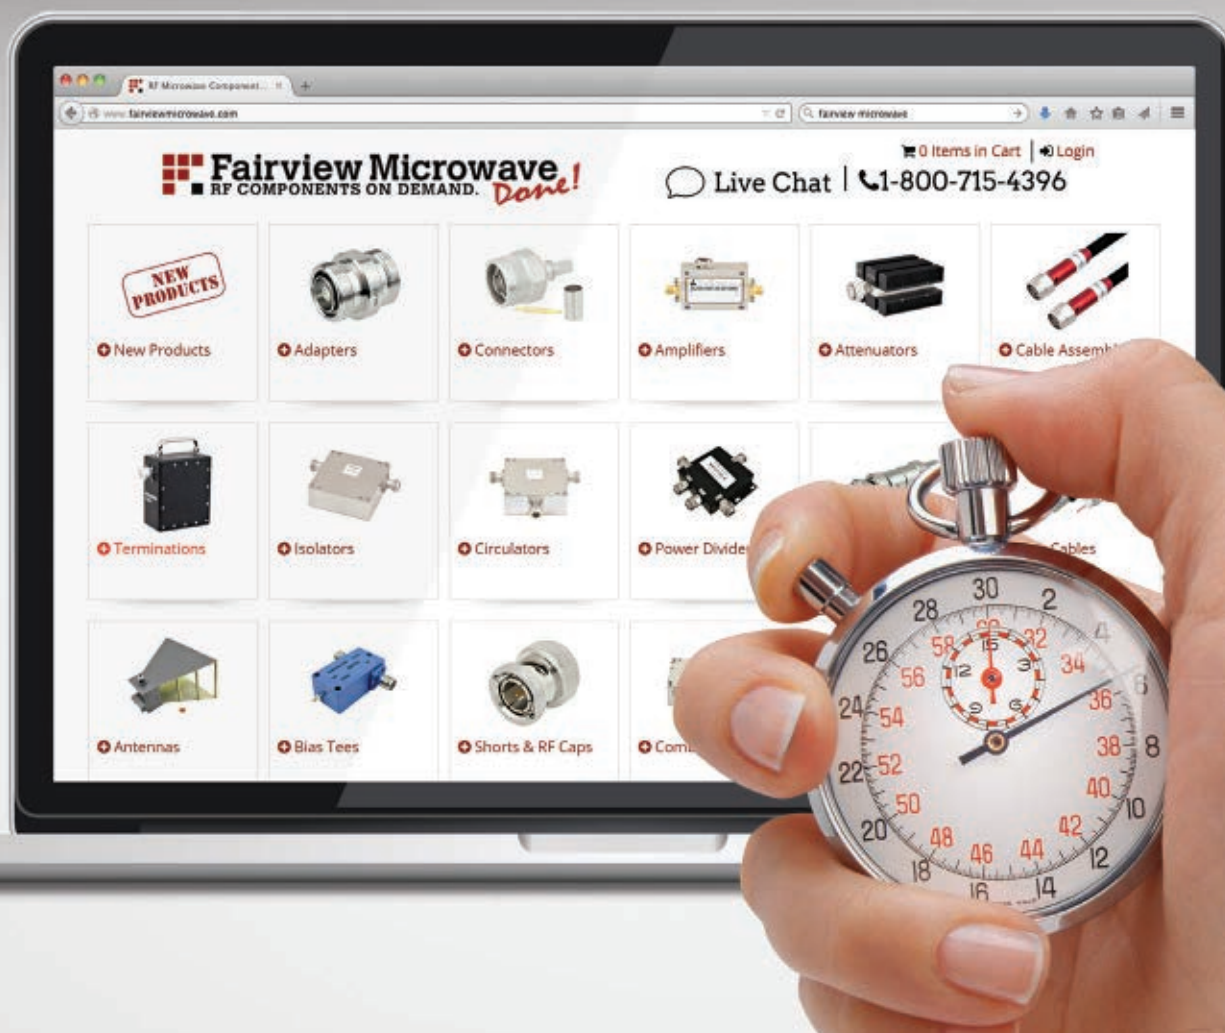 RF Microwave Component...
www.fairviewmicrowave.com
fairview microwave
0 Items in Cart | Login
Fairview Microwave
RF COMPONENTS ON DEMAND. Done!
Live Chat | 1-800-715-4396
NEW
PRODUCTS
New Products
Adapters
Connectors
Amplifiers
Attenuators
Cable Assembl
Terminations
Isolators
Circulators
Power Divide
Cables
Antennas
Bias Tees
Shorts & RF Caps
Com
30 2 4 6 8 10 12 14 16 18 20 22 24 26 28
60 32 34 36 38 40 42 44 46 48 50 52 54 56 58
15 3 6 9 12